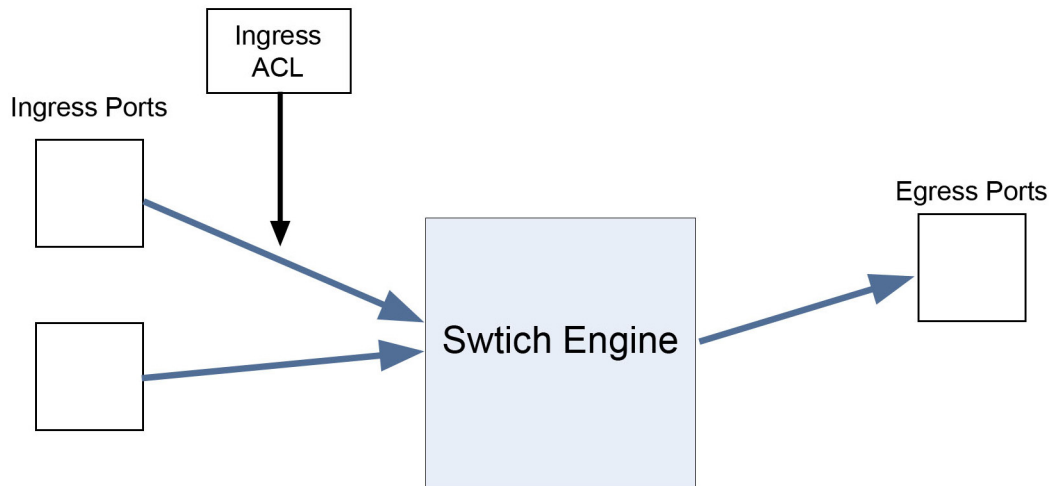 Ingress
ACL
Ingress Ports
Egress Ports
Swtich Engine